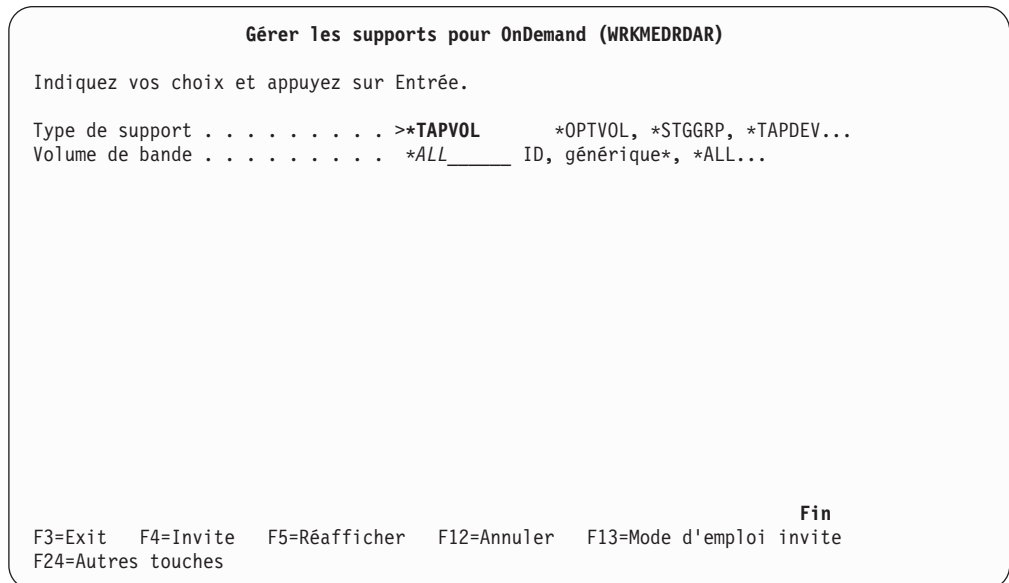 Gérer les supports pour OnDemand (WRKMEDRDAR)
Indiquez vos choix et appuyez sur Entrée.
Type de support . . . . . . . . . >*TAPVOL *OPTVOL, *STGGRP, *TAPDEV...
Volume de bande . . . . . . . . . *ALL______ ID, générique*, *ALL...
Fin
F3=Exit F4=Invite F5=Réafficher F12=Annuler F13=Mode d'emploi invite
F24=Autres touches